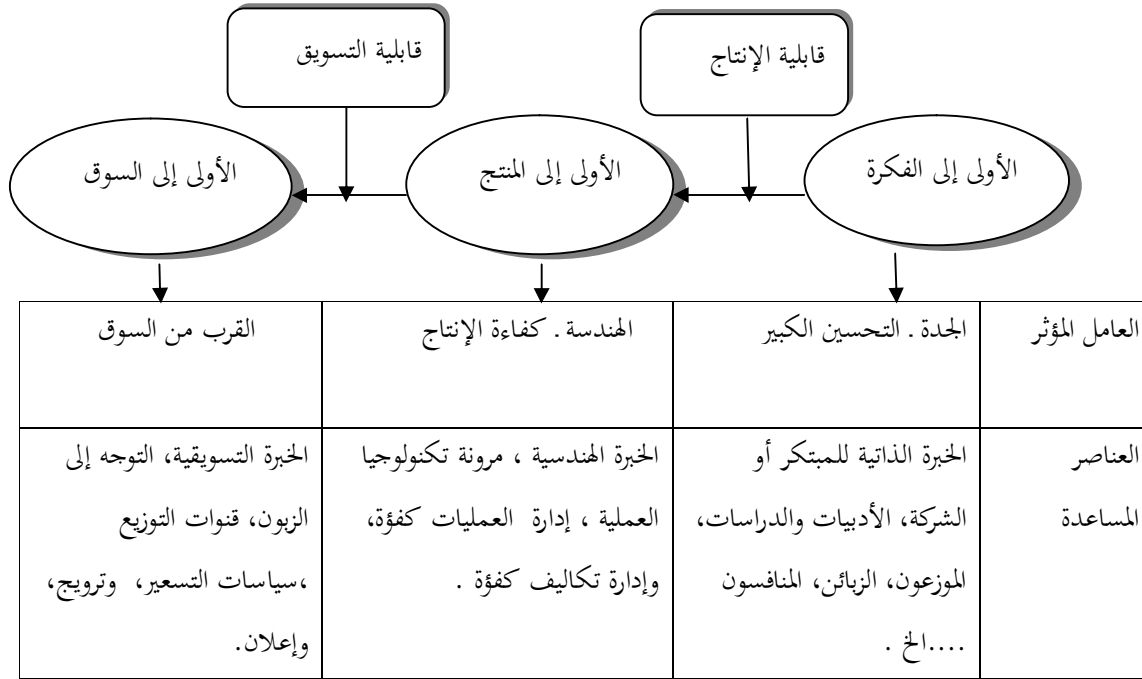 قابلية الإنتاج
قابلية التسويق
الأولى إلى الفكرة
الأولى إلى المنتج
الأولى إلى السوق
العامل المؤثر
الجدة . التحسين الكبير
الهندسة . كفاءة الإنتاج
القرب من السوق
العناصر
المساعدة
الخبرة الذاتية للمبتكر أو
الشركة، الأدبيات والدراسات،
الموزعون، الزبائن، المنافسون
....الخ .
الخبرة الهندسية ، مرونة تكنولوجيا
العملية ، إدارة العمليات كفؤة،
وإدارة تكاليف كفؤة .
الخبرة التسويقية، التوجه إلى
الزبون، قنوات التوزيع
،سياسات التسعير، وترويج،
وإعلان.